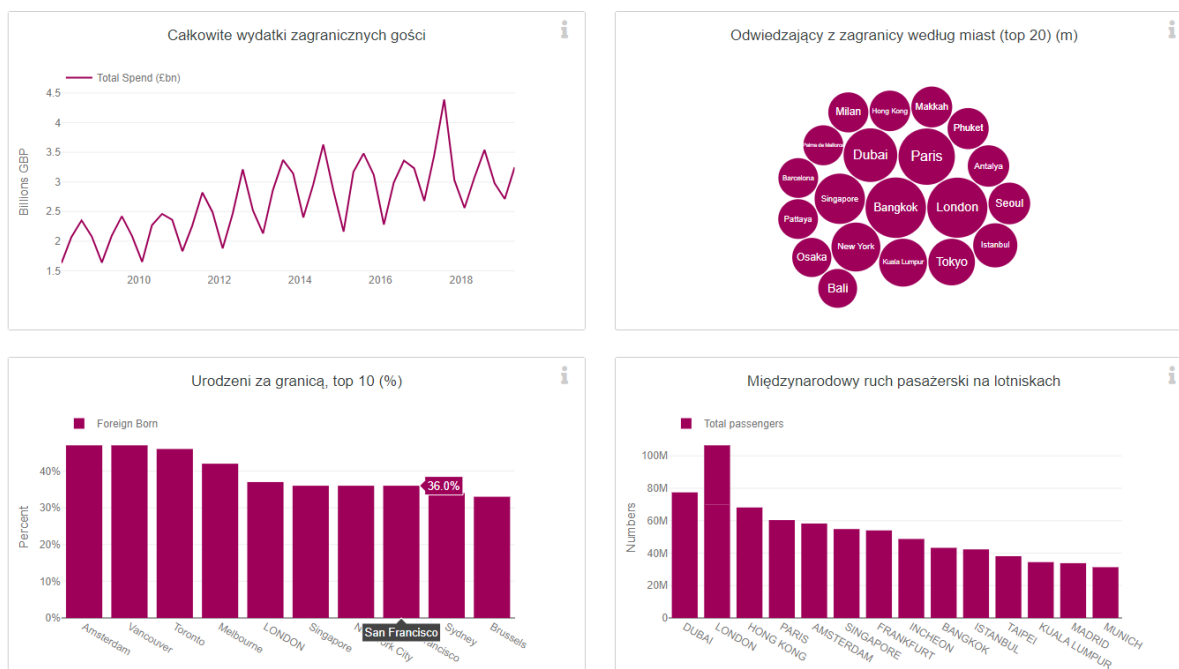 Całkowite wydatki zagranicznych gości
Total Spend (£bn)
Billions GBP
4.5
4
3.5
3
2.5
2
1.5
2010
2012
2014
2016
2018
Odwiedzający z zagranicy według miast (top 20) (m)
Milan
Hong Kong
Makkah
Phuket
Palma de Mallorca
Dubai
Paris
Antalya
Barcelona
Singapore
Bangkok
London
Seoul
Pattaya
New York
Istanbul
Osaka
Kuala Lumpur
Tokyo
Bali
Urodzeni za granicą, top 10 (%)
Foreign Born
Percent
40%
30%
20%
10%
0%
36.0%
Amsterdam
Vancouver
Toronto
Melbourne
LONDON
Singapore
City
San Francisco
Sydney
Brussels
Międzynarodowy ruch pasażerski na lotniskach
Total passengers
Numbers
100M
80M
60M
40M
20M
0
DUBAI
LONDON
HONG KONG
PARIS
AMSTERDAM
SINGAPORE
FRANKFURT
INCHEON
BANGKOK
ISTANBUL
TAIPEI
KUALA LUMPUR
MADRID
MUNICH